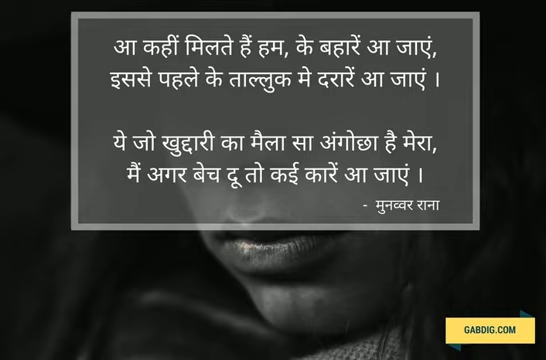 आ कहीं मिलते हैं हम, के बहारें आ जाएं,
इससे पहले के ताल्लुक मे दरारें आ जाएं ।
ये जो खुद्दारी का मैला सा अंगोछा है मेरा,
मैं अगर बेच दू तो कई कारें आ जाएं ।
- मुनव्वर राना
GABDIG.COM